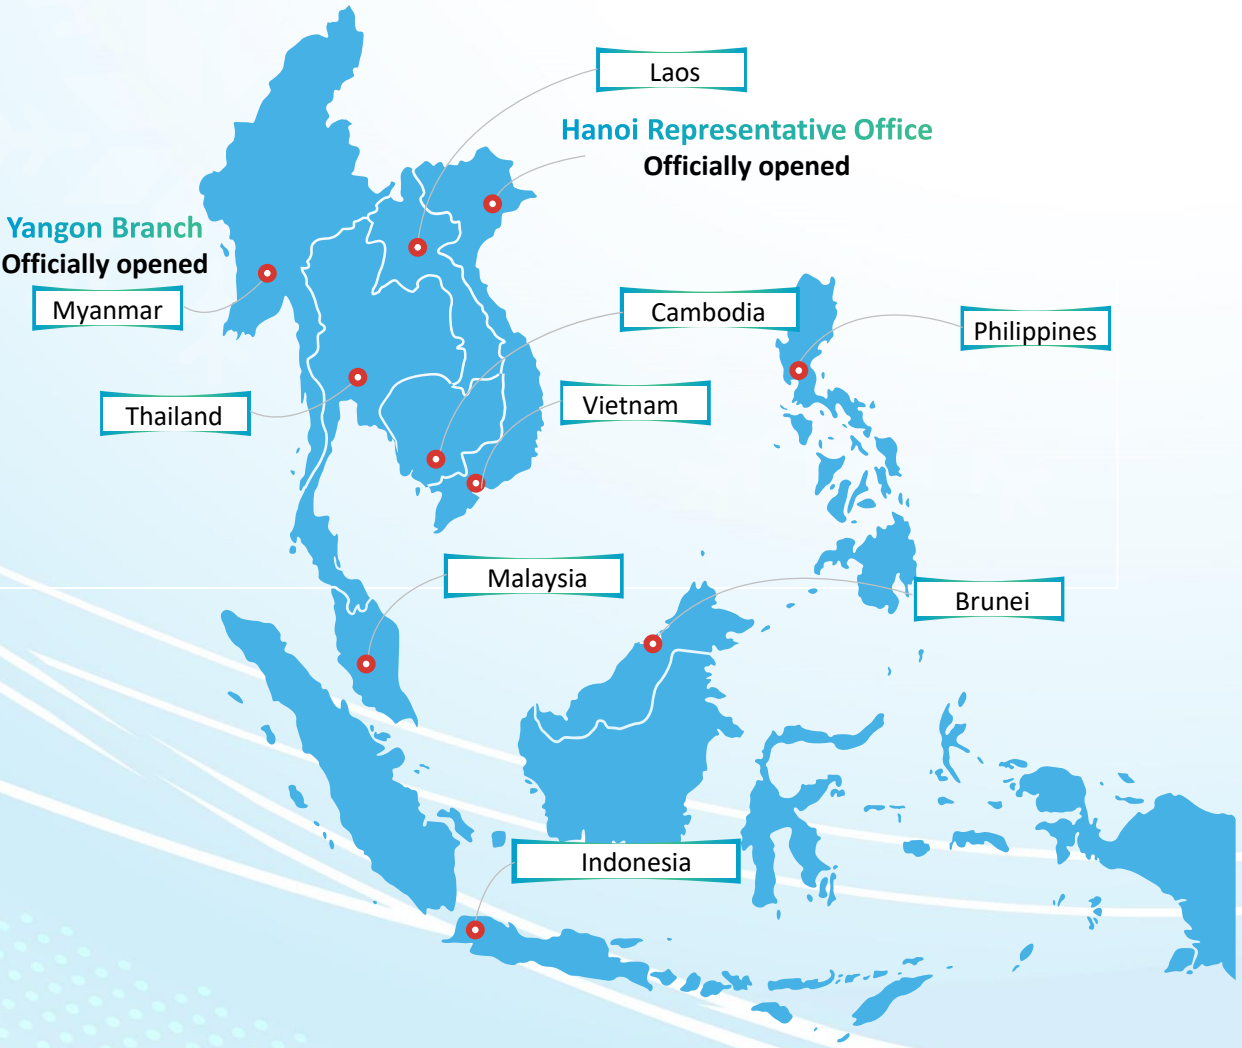 Laos
Hanoi Representative Office
Officially opened
Yangon Branch
Officially opened
Myanmar
Cambodia
Philippines
Thailand
Vietnam
Malaysia
Brunei
Indonesia